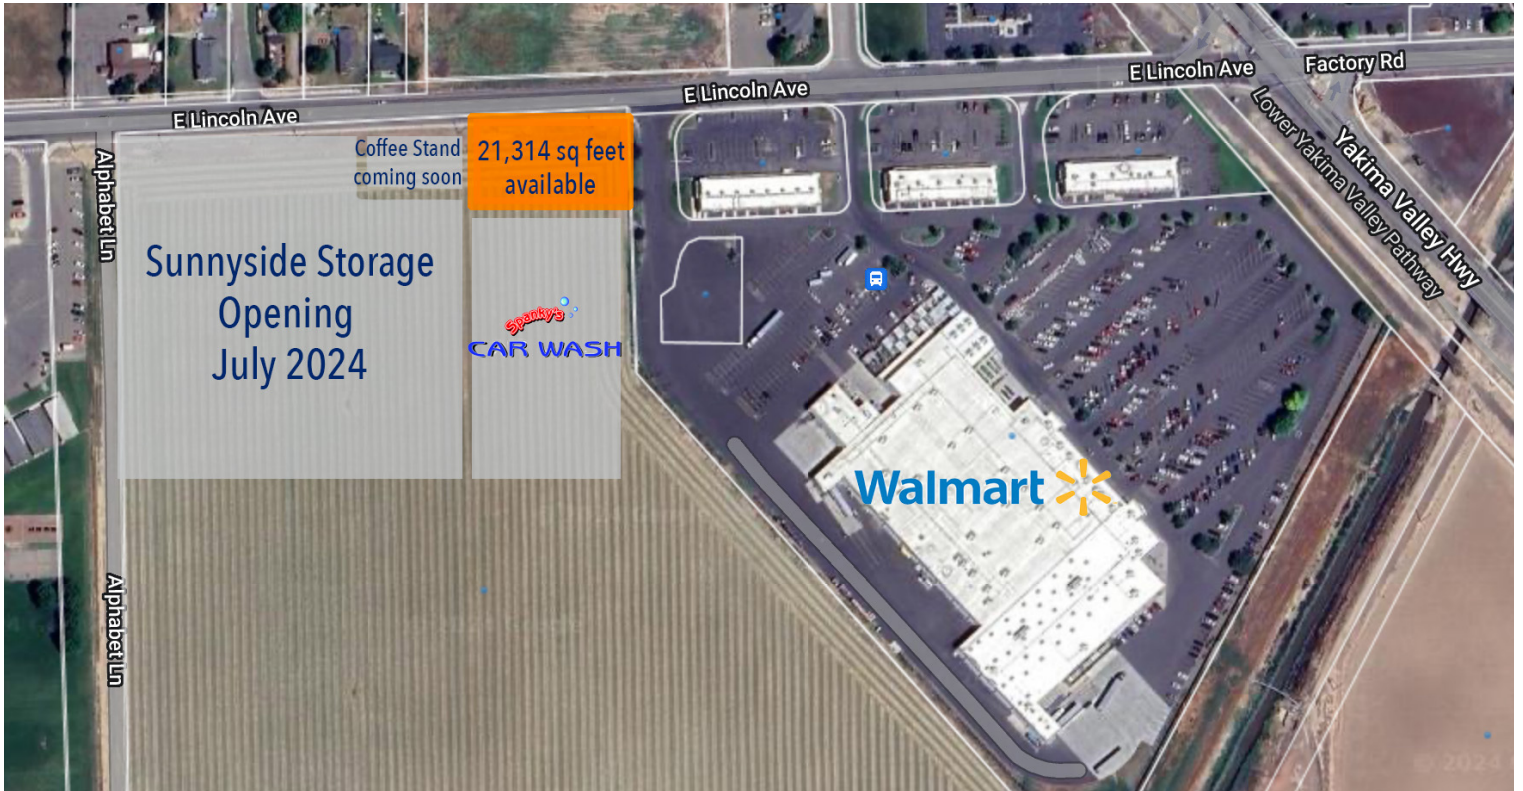 E Lincoln Ave
E Lincoln Ave
E Lincoln Ave
Factory Rd
Lower Yakima Valley Pathway
Yakima Valley Hwy
Alphabet Ln
Coffee Stand
coming soon
21,314 sq feet
available
Sunnyside Storage
Opening
July 2024
Spanky's
CAR WASH
Walmart
Alphabet Ln
© 2024